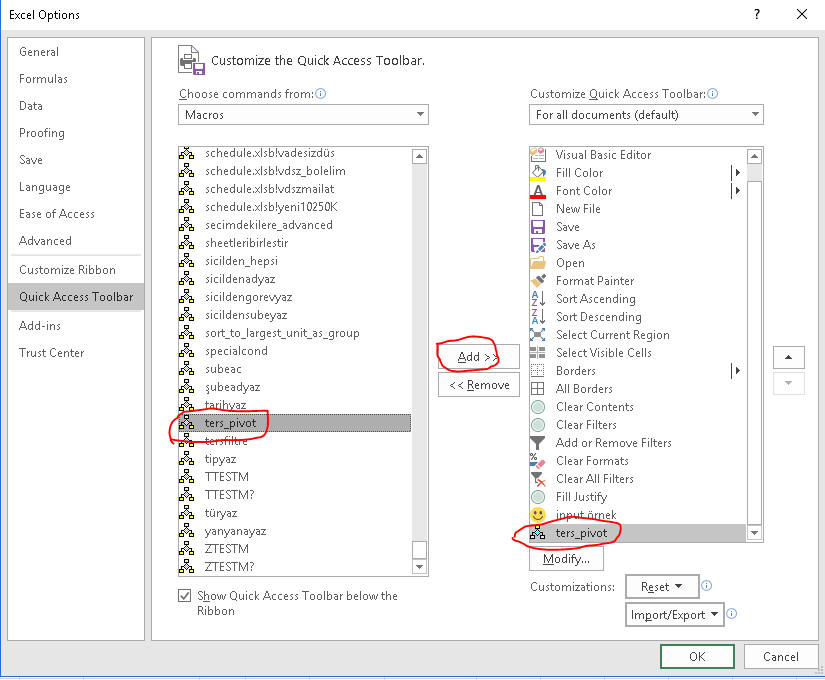 Excel Options
?
General
Formulas
Data
Proofing
Save
Language
Ease of Access
Advanced
Customize Ribbon
Quick Access Toolbar
Add-ins
Trust Center
Customize the Quick Access Toolbar.
Choose commands from:
Macros
schedule.xlsb!vadesizdüs
schedule.xlsb!vdsz_bolelim
schedule.xlsb!vdszmailat
schedule.xlsb!yeni10250K
secimdekilere_advanced
sheetleribirlestir
sicilden_hepsi
sicildenadyaz
sicildengorevyaz
sicildensubeyaz
sort_to_largest_unit_as_group
specialcond
subeac
şubeadyaz
tarihyaz
ters_pivot
tersfiltre
tipyaz
TTESTM
TTESTM?
türyaz
yanyanayaz
ZTESTM
ZTESTM?
Show Quick Access Toolbar below the
Ribbon
Add >>
<< Remove
Customize Quick Access Toolbar:
For all documents (default)
Visual Basic Editor
Fill Color
Font Color
New File
Save
Save As
Open
Format Painter
Sort Ascending
Sort Descending
Select Current Region
Select Visible Cells
Borders
All Borders
Clear Contents
Clear Filters
Add or Remove Filters
Clear Formats
Clear All Filters
Fill Justify
input örnek
ters_pivot
Modify...
Customizations:
Reset
Import/Export
OK
Cancel